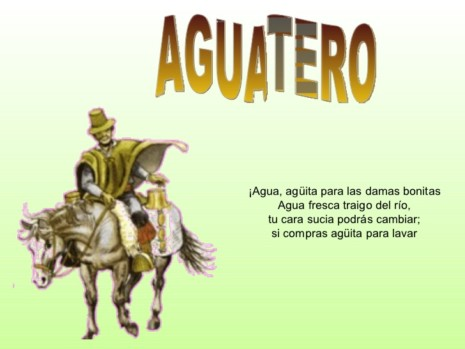 AGUATERO
¡Agua, agüita para las damas bonitas
Agua fresca traigo del río,
tu cara sucia podrás cambiar;
si compras agüita para lavar